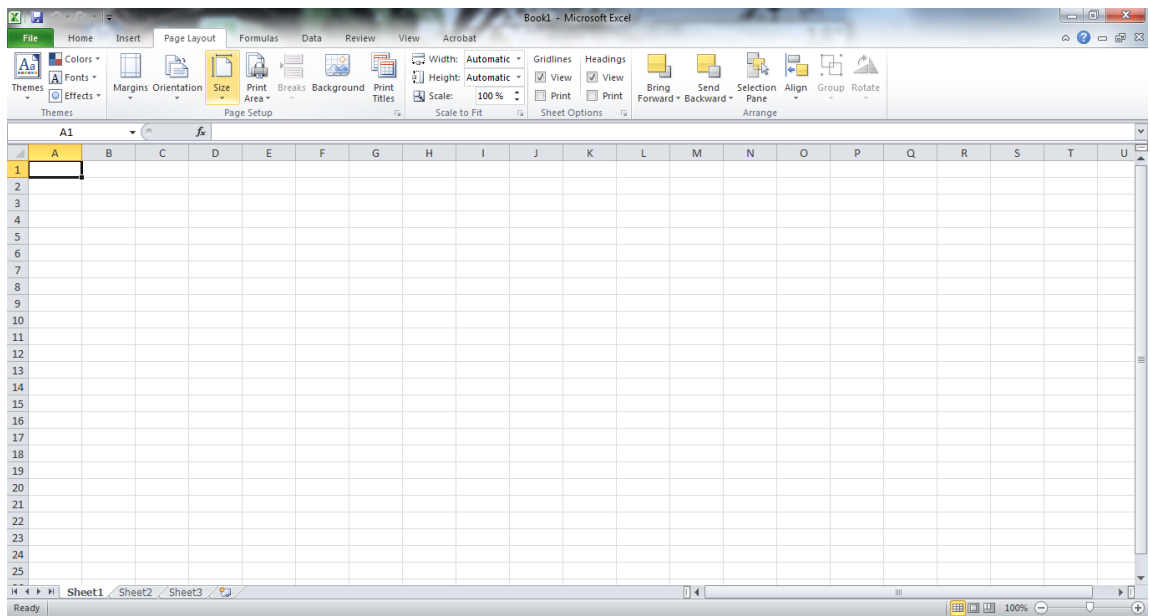 Book1 - Microsoft Excel
File Home Insert Page Layout Formulas Data Review View Acrobat
Colors Width: Automatic Gridlines Headings
Aa A Fonts Height: Automatic View View
Themes Effects Margins Orientation Size Print Area Breaks Background Print Titles Scale: 100 % Print Print Bring Forward Send Backward Selection Pane Align Group Rotate
Themes Page Setup Scale to Fit Sheet Options Arrange
A1 fx
A B C D E F G H I J K L M N O P Q R S T U
1
2
3
4
5
6
7
8
9
10
11
12
13
14
15
16
17
18
19
20
21
22
23
24
25
Sheet1 Sheet2 Sheet3
Ready 100%